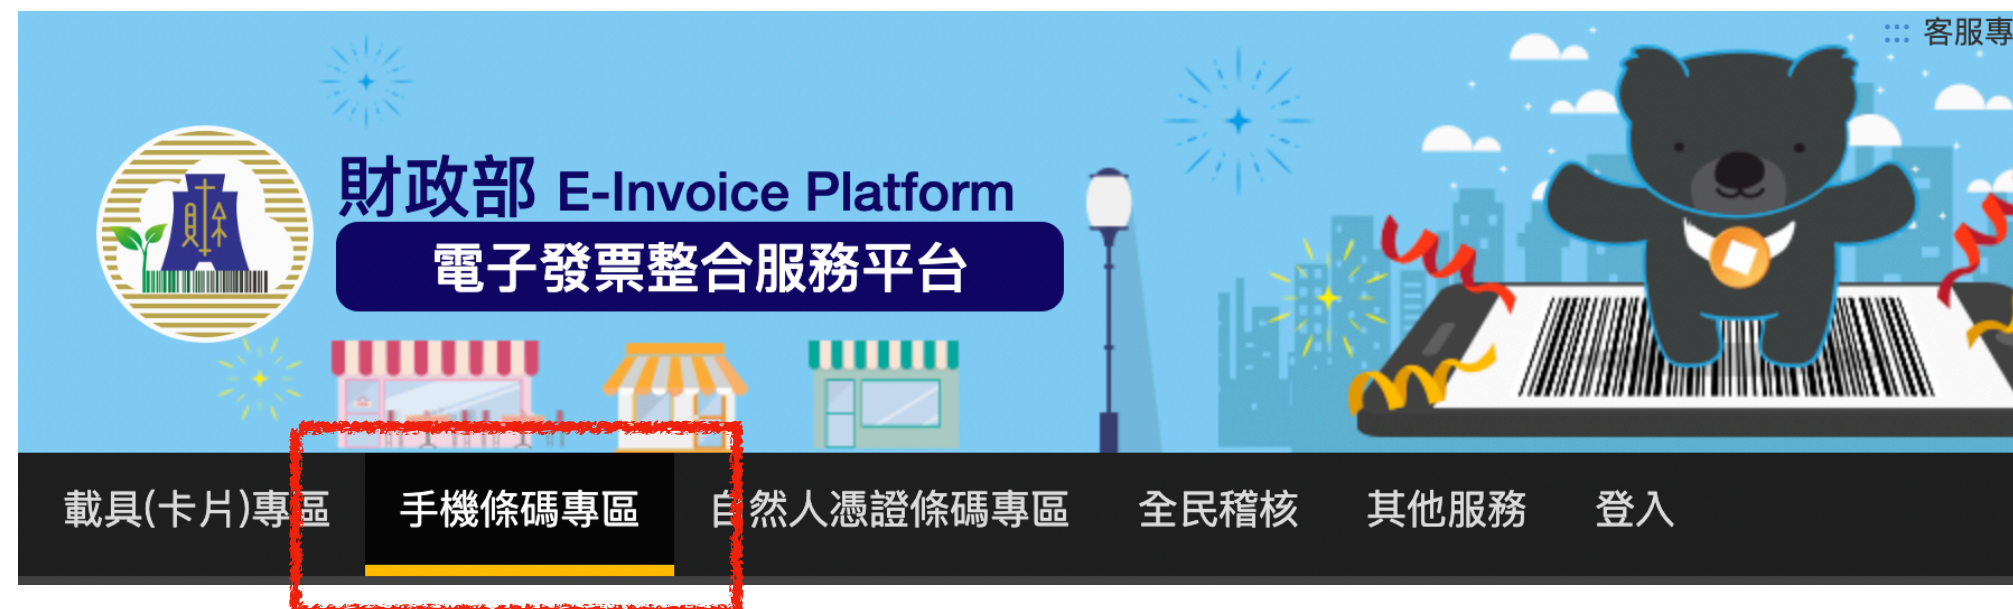 客服專
財政部 E-Invoice Platform
電子發票整合服務平台
載具(卡片)專區 手機條碼專區 自然人憑證條碼專區 全民稽核 其他服務 登入